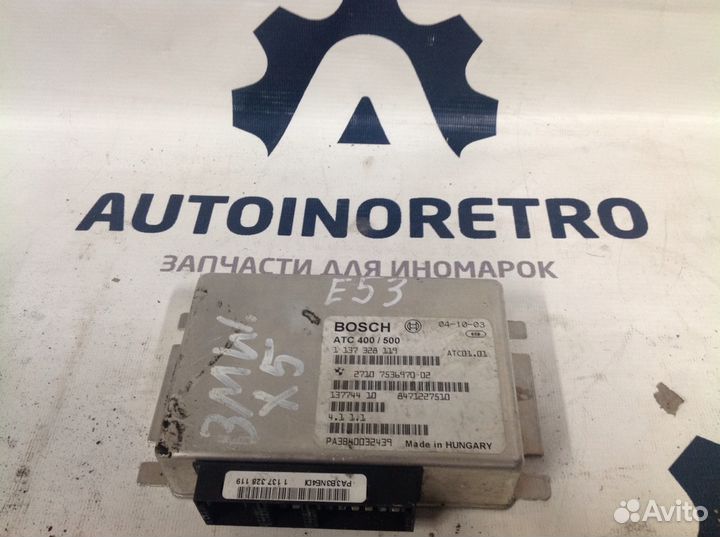 AUTOINORETRO
ЗАПЧАСТИ ДЛЯ ИНОМАРОК
E53
BMW
X5
BOSCH 04-10-03
ATC 400 / 500
1 137 328 119 ATC01.01
2710 7536970-02
137744 10 8471227510
4.1 1.1
PA3BH0032439 Made in HUNGARY
1 137 328 119
Avito